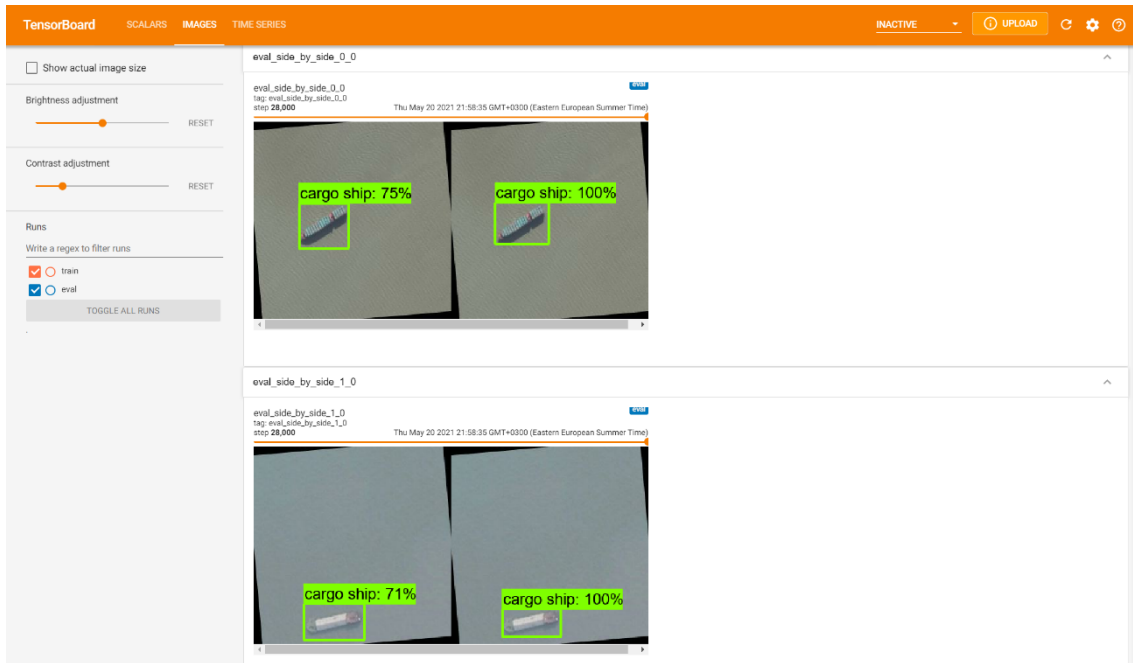 TensorBoard SCALARS IMAGES TIME SERIES INACTIVE UPLOAD
Show actual image size
Brightness adjustment
RESET
Contrast adjustment
RESET
Runs
Write a regex to filter runs
train
eval
TOGGLE ALL RUNS
eval_side_by_side_0_0
eval_side_by_side_0_0 eval
tag: eval_side_by_side_0_0
step 28,000 Thu May 20 2021 21:58:35 GMT+0300 (Eastern European Summer Time)
cargo ship: 75% cargo ship: 100%
eval_side_by_side_1_0
eval_side_by_side_1_0 eval
tag: eval_side_by_side_1_0
step 28,000 Thu May 20 2021 21:58:35 GMT+0300 (Eastern European Summer Time)
cargo ship: 71% cargo ship: 100%